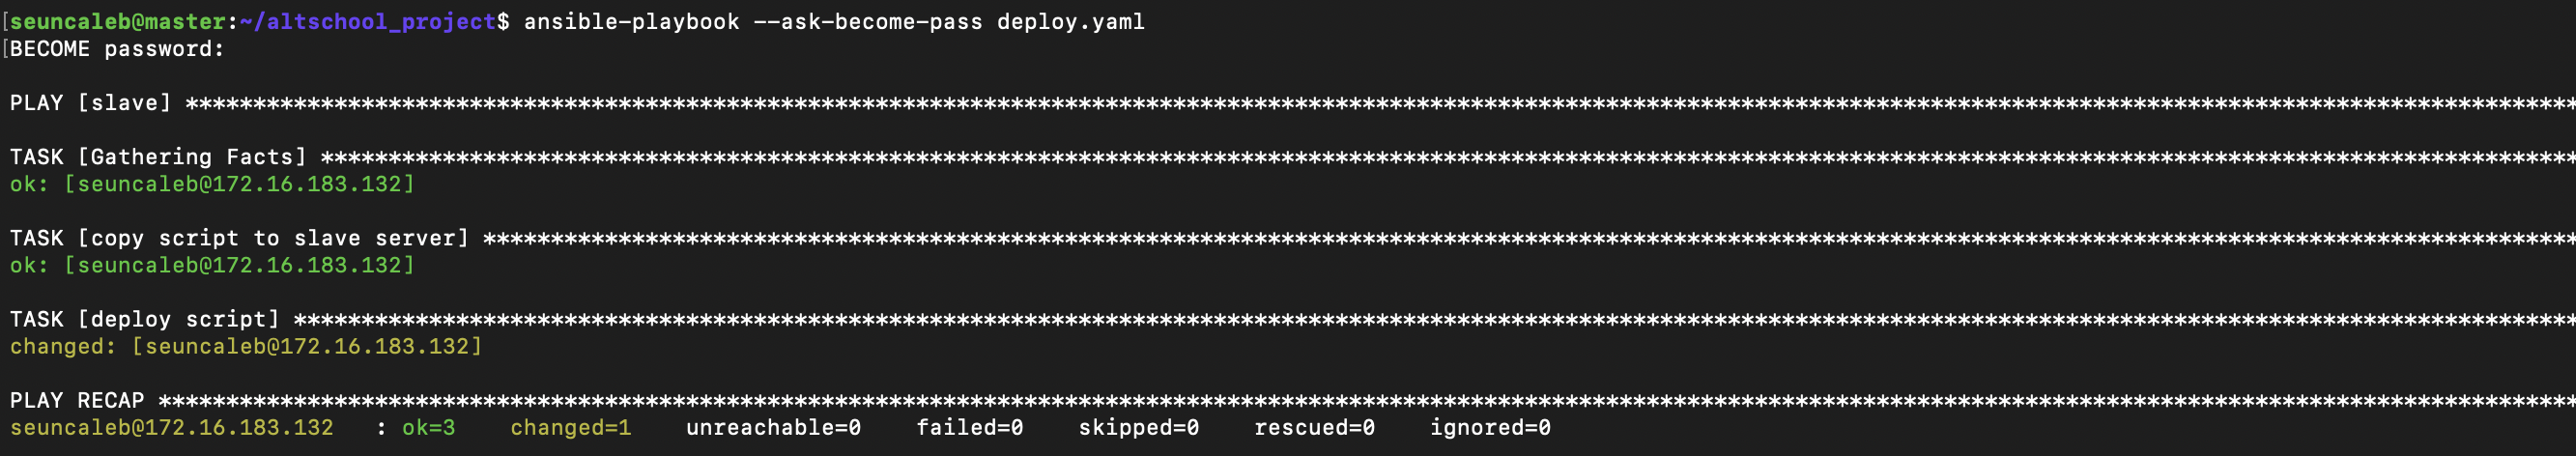 [seuncaleb@master:~/altschool_project$ ansible-playbook --ask-become-pass deploy.yaml
[BECOME password:
PLAY [slave] *********************************************************************************************************************************************************************************
TASK [Gathering Facts] ***********************************************************************************************************************************************************************
ok: [seuncaleb@172.16.183.132]
TASK [copy script to slave server] ***********************************************************************************************************************************************************
ok: [seuncaleb@172.16.183.132]
TASK [deploy script] *************************************************************************************************************************************************************************
changed: [seuncaleb@172.16.183.132]
PLAY RECAP ***********************************************************************************************************************************************************************************
seuncaleb@172.16.183.132   : ok=3    changed=1    unreachable=0    failed=0    skipped=0    rescued=0    ignored=0